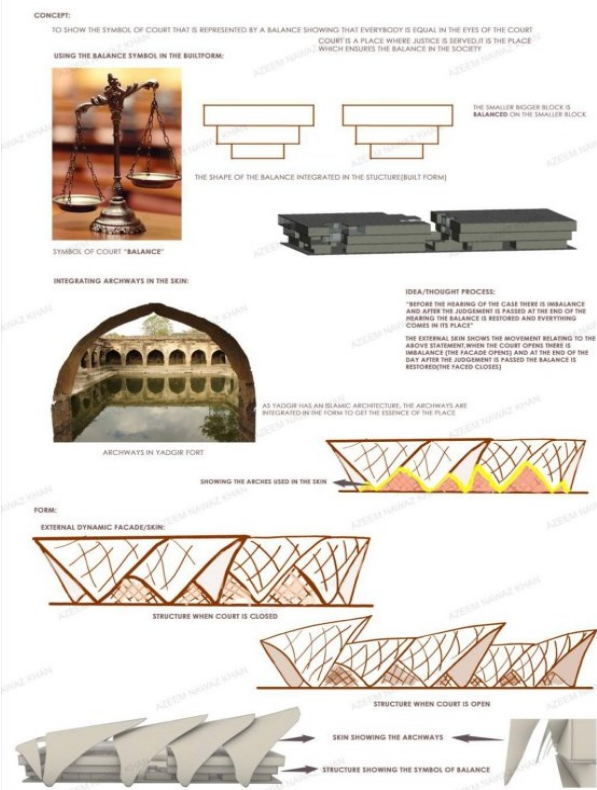 CONCEPT:
TO SHOW THE SYMBOL OF COURT THAT IS REPRESENTED BY A BALANCE SHOWING THAT EVERYBODY IS EQUAL IN THE EYES OF THE COURT
COURT IS A PLACE WHERE JUSTICE IS SERVED,IT IS THE PLACE
WHICH ENSURES THE BALANCE IN THE SOCIETY
USING THE BALANCE SYMBOL IN THE BUILTFORM:
THE SMALLER BIGGER BLOCK IS
BALANCED ON THE SMALLER BLOCK
THE SHAPE OF THE BALANCE INTEGRATED IN THE STUCTURE(BUILT FORM)
SYMBOL OF COURT "BALANCE"
INTEGRATING ARCHWAYS IN THE SKIN:
IDEA/THOUGHT PROCESS:
"BEFORE THE HEARING OF THE CASE THERE IS IMBALANCE
AND AFTER THE JUDGEMENT IS PASSED AT THE END OF THE
HEARING THE BALANCE IS RESTORED AND EVERYTHING
COMES IN ITS PLACE"
THE EXTERNAL SKIN SHOWS THE MOVEMENT RELATING TO THE
ABOVE STATEMENT,WHEN THE COURT OPENS THERE IS
IMBALANCE (THE FACADE OPENS) AND AT THE END OF THE
DAY AFTER THE JUDGEMENT IS PASSED THE BALANCE IS
RESTORED(THE FACED CLOSES)
AS YADGIR HAS AN ISLAMIC ARCHITECTURE, THE ARCHWAYS ARE
INTEGRATED IN THE FORM TO GET THE ESSENCE OF THE PLACE
ARCHWAYS IN YADGIR FORT
SHOWING THE ARCHES USED IN THE SKIN
FORM:
EXTERNAL DYNAMIC FACADE/SKIN:
STRUCTURE WHEN COURT IS CLOSED
STRUCTURE WHEN COURT IS OPEN
SKIN SHOWING THE ARCHWAYS
STRUCTURE SHOWING THE SYMBOL OF BALANCE
AZEEM NAWAZ KHAN